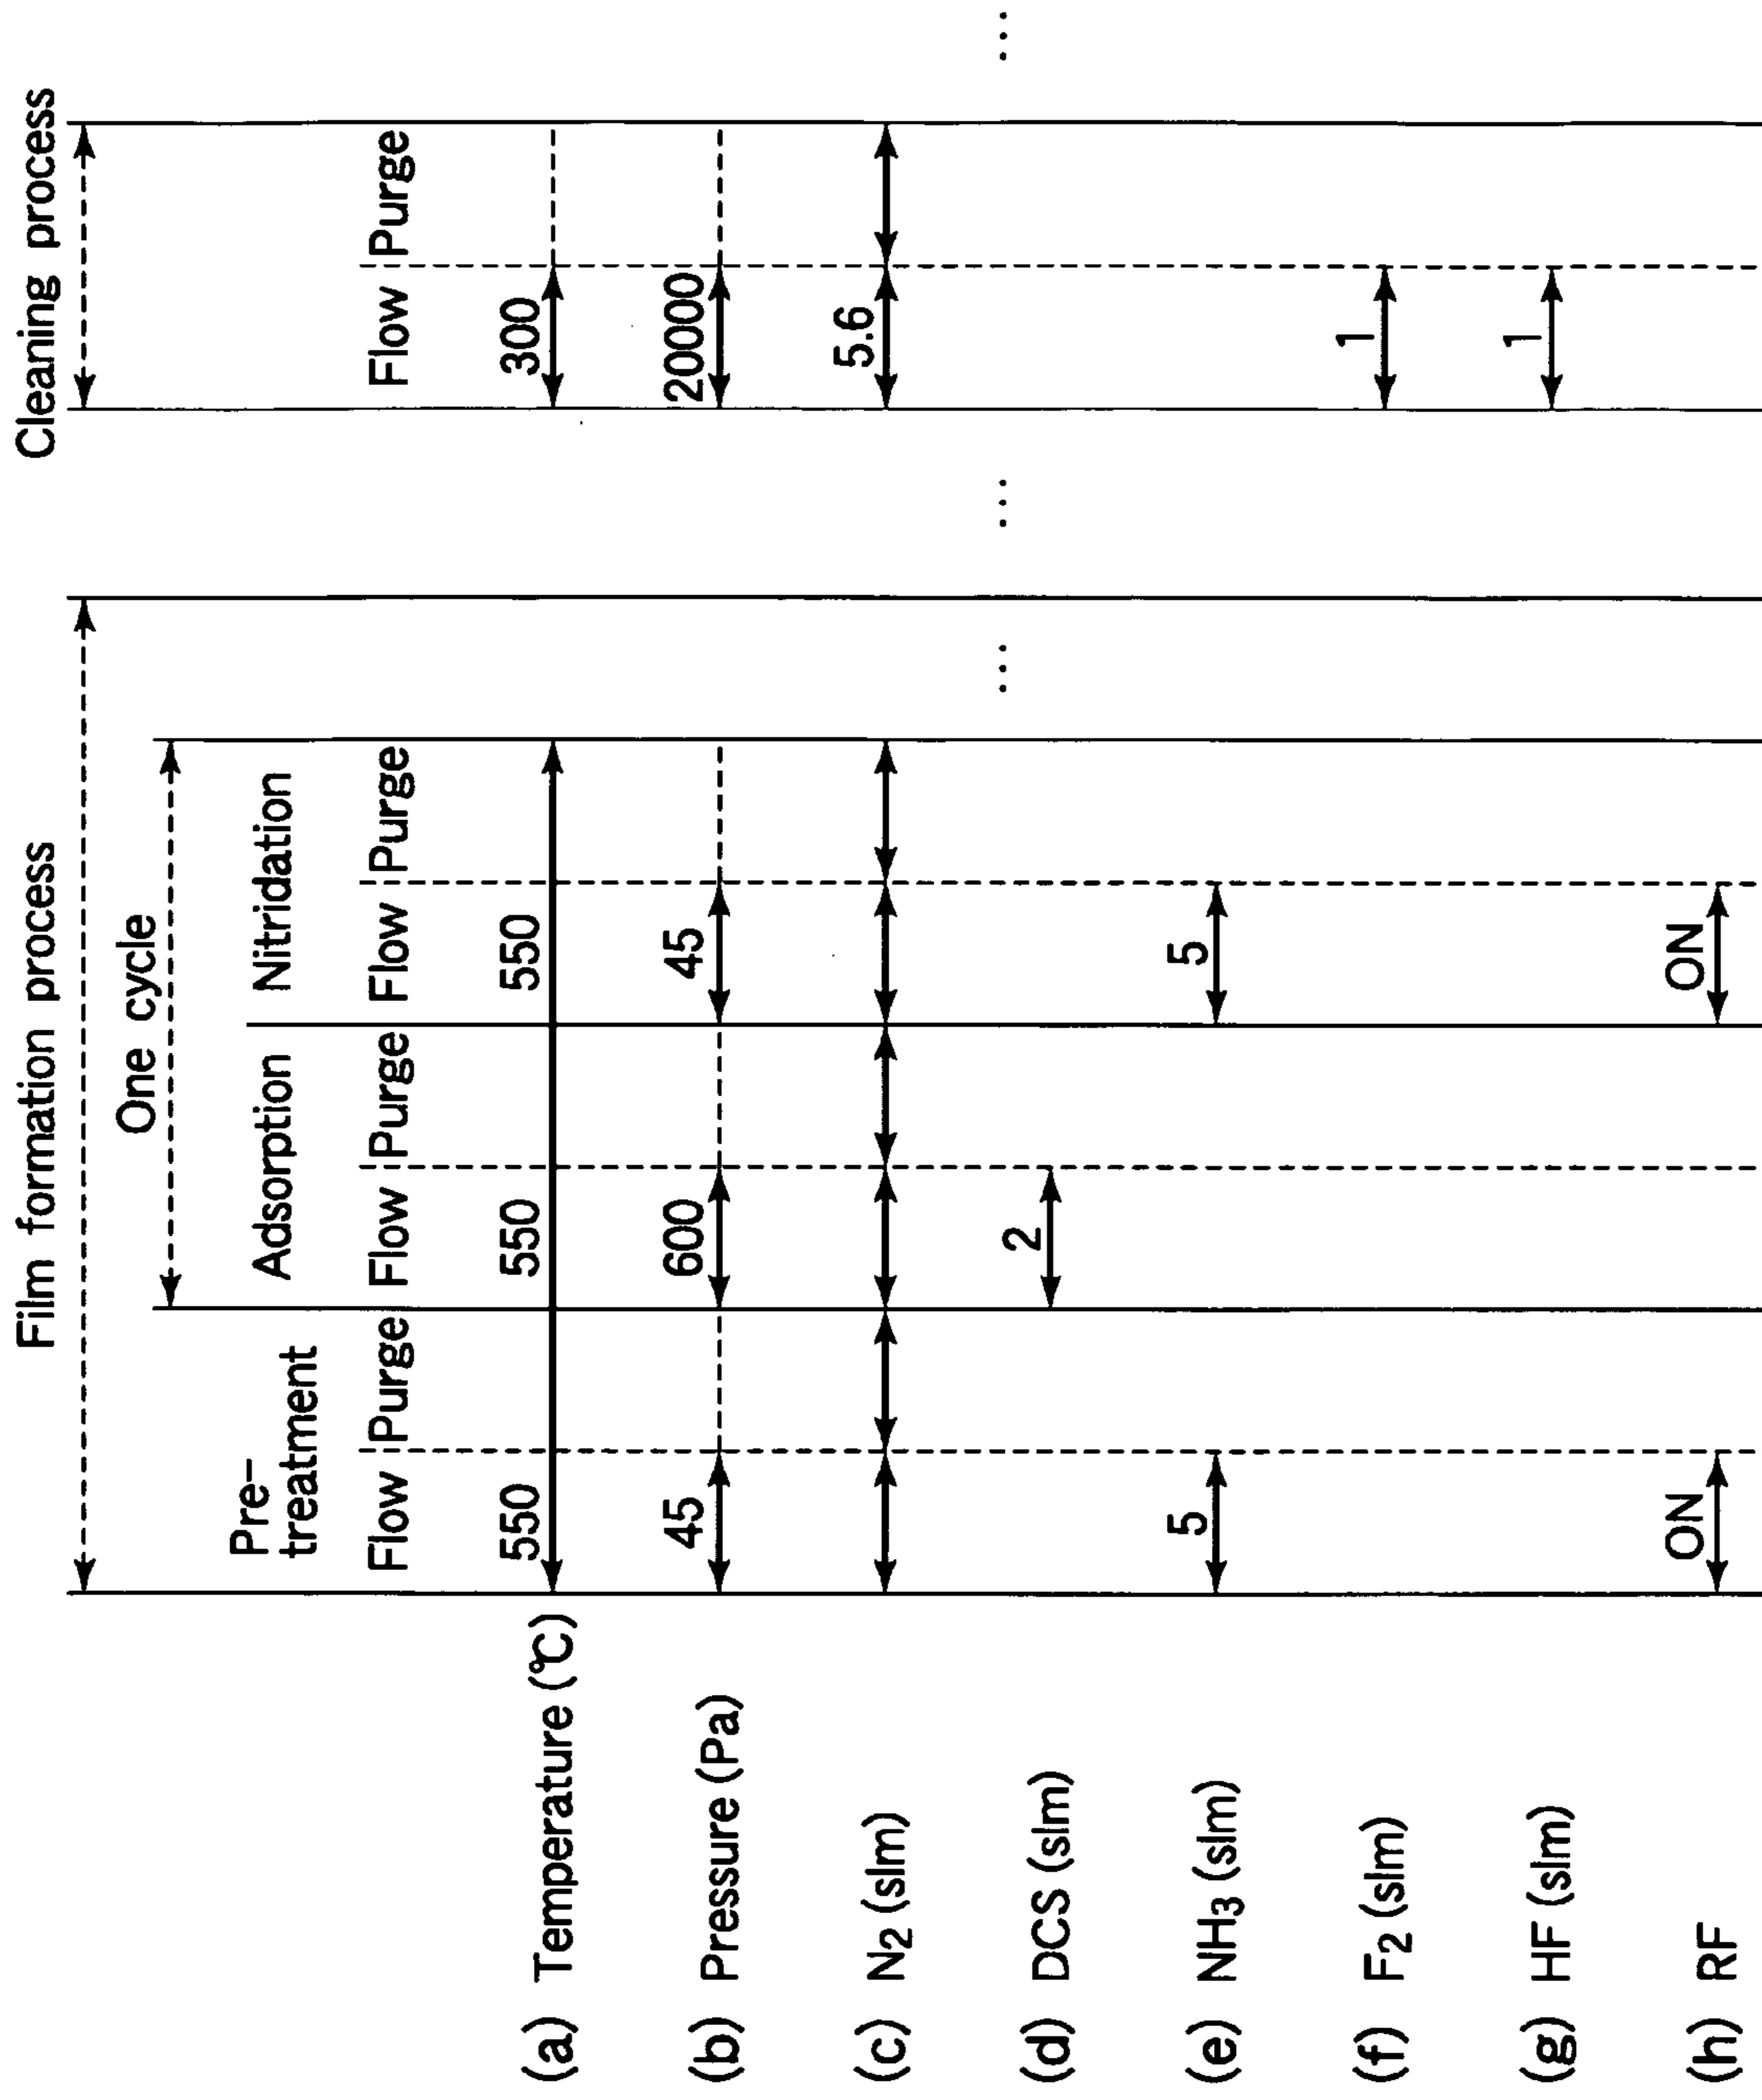 Film formation process
Cleaning process
One cycle
Pre-
treatment
Adsorption
Nitridation
Flow Purge Flow Purge Flow Purge Flow Purge
(a) Temperature (℃) 550 550 550 300
(b) Pressure (Pa) 45 600 45 20000
(c) N2 (slm) 5.6
... ... ...
(d) DCS (slm) 2
(e) NH3 (slm) 5 5
(f) F2 (slm) 1
(g) HF (slm) 1
(h) RF ON ON